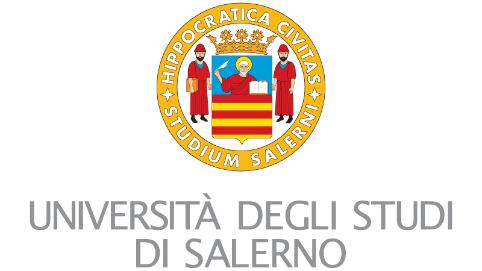 HIPPOCRATICA CIVITAS
STUDIUM SALERNI
UNIVERSITÀ DEGLI STUDI
DI SALERNO